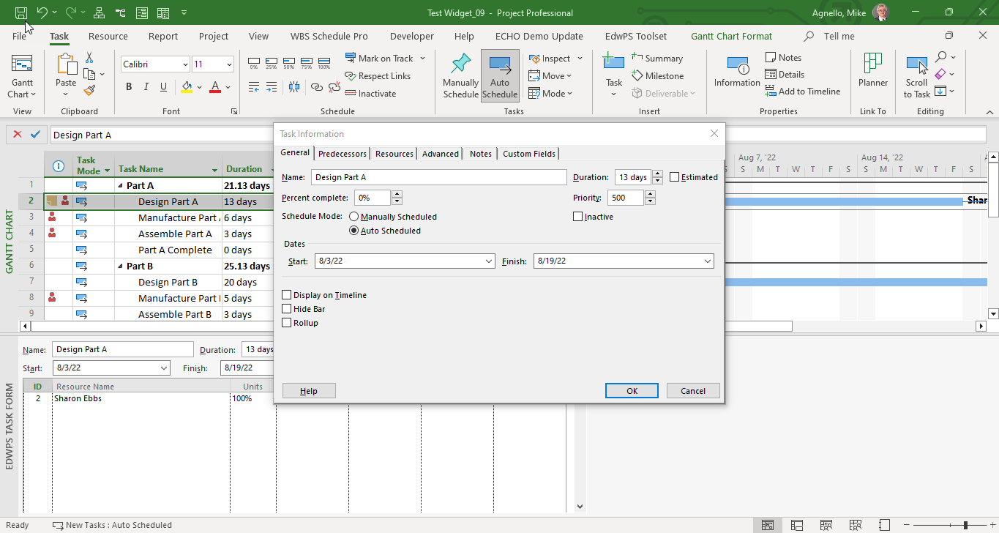 Test Widget_09 - Project Professional
Agnello, Mike
File Task Resource Report Project View WBS Schedule Pro Developer Help ECHO Demo Update EdwPS Toolset Gantt Chart Format Tell me
Gantt Chart
View
Paste
Clipboard
Calibri 11
B I U A
Font
0% 25% 50% 75% 100%
Mark on Track
Respect Links
Inactivate
Schedule
Manually Schedule
Auto Schedule
Inspect
Move
Mode
Tasks
Task
Summary
Milestone
Deliverable
Insert
Information
Notes
Details
Add to Timeline
Properties
Planner
Link To
Scroll to Task
Editing
Design Part A
GANTT CHART
Task Mode Task Name Duration
1 Part A 21.13 days
2 Design Part A 13 days
3 Manufacture Part 6 days
4 Assemble Part A 3 days
5 Part A Complete 0 days
6 Part B 25.13 days
7 Design Part B 20 days
8 Manufacture Part 5 days
9 Assemble Part B 3 days
Aug 7, '22 Aug 14, '22
S S M T W T F S S M T W T F S
Shar
Task Information
General Predecessors Resources Advanced Notes Custom Fields
Name: Design Part A Duration: 13 days Estimated
Percent complete: 0% Priority: 500
Schedule Mode: Manually Scheduled Inactive
Auto Scheduled
Dates
Start: 8/3/22 Finish: 8/19/22
Display on Timeline
Hide Bar
Rollup
Help OK Cancel
EDWPS TASK FORM
Name: Design Part A Duration: 13 days
Start: 8/3/22 Finish: 8/19/22
ID Resource Name Units
2 Sharon Ebbs 100%
Ready New Tasks : Auto Scheduled